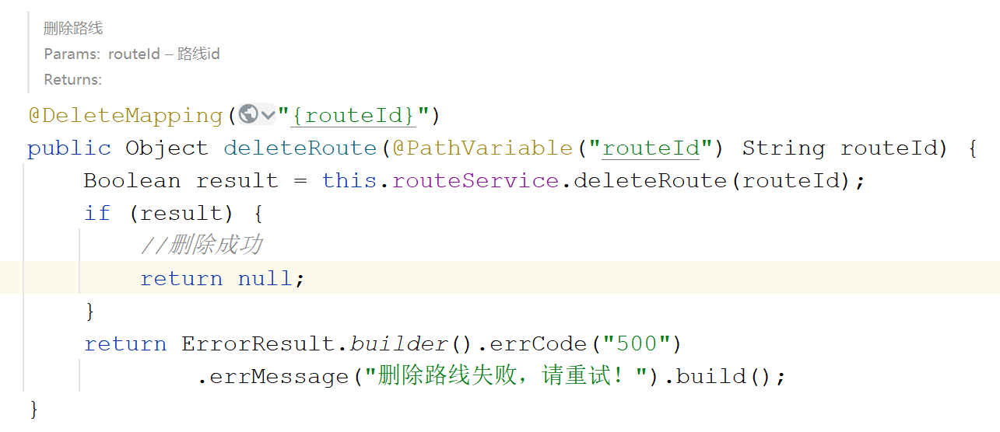 删除路线
Params: routeId – 路线id
Returns:
@DeleteMapping("{routeId}")
public Object deleteRoute(@PathVariable("routeId") String routeId) {
    Boolean result = this.routeService.deleteRoute(routeId);
    if (result) {
        //删除成功
        return null;
    }
    return ErrorResult.builder().errCode("500")
            .errMessage("删除路线失败，请重试！").build();
}